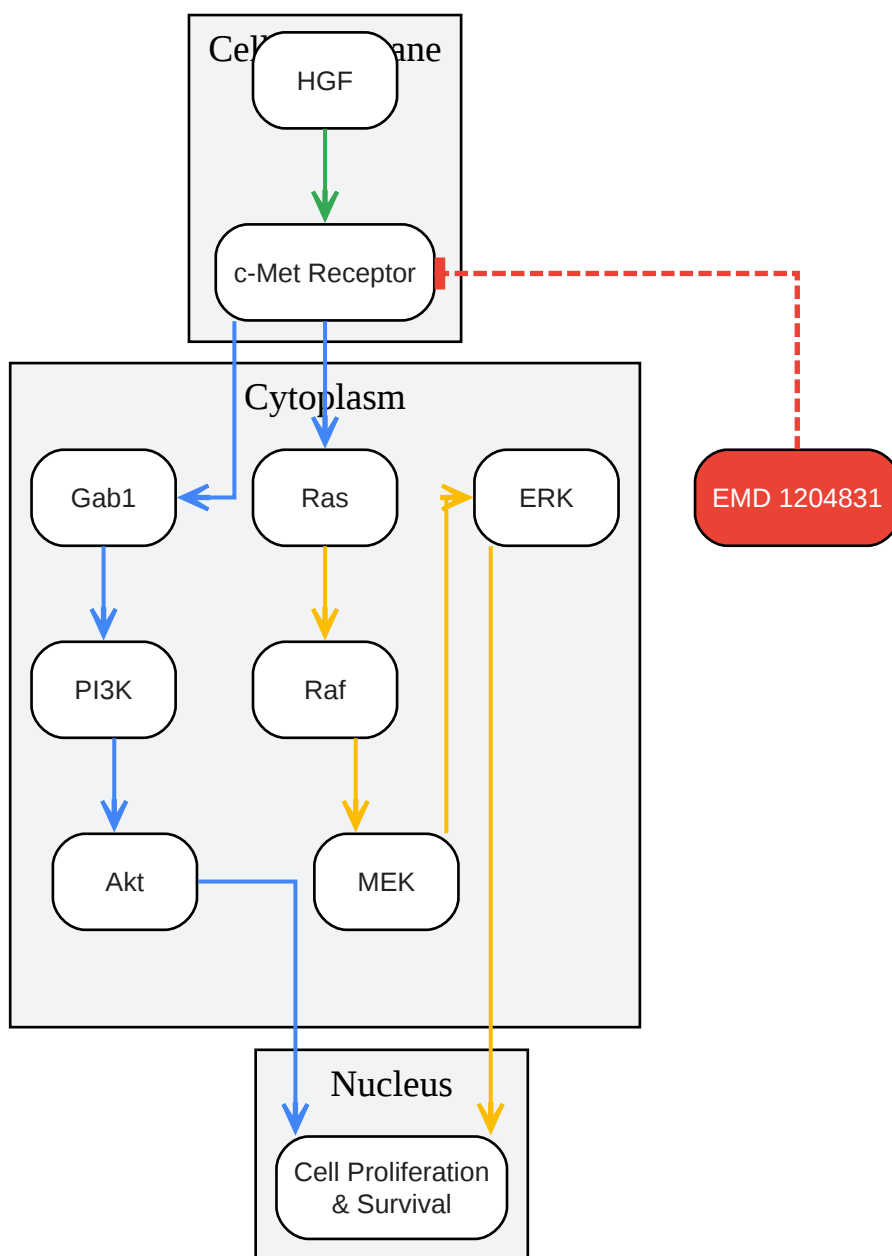 HGF
c-Met Receptor
Cytoplasm
Gab1
Ras
ERK
EMD 1204831
PI3K
Raf
Akt
MEK
Nucleus
Cell Proliferation
& Survival